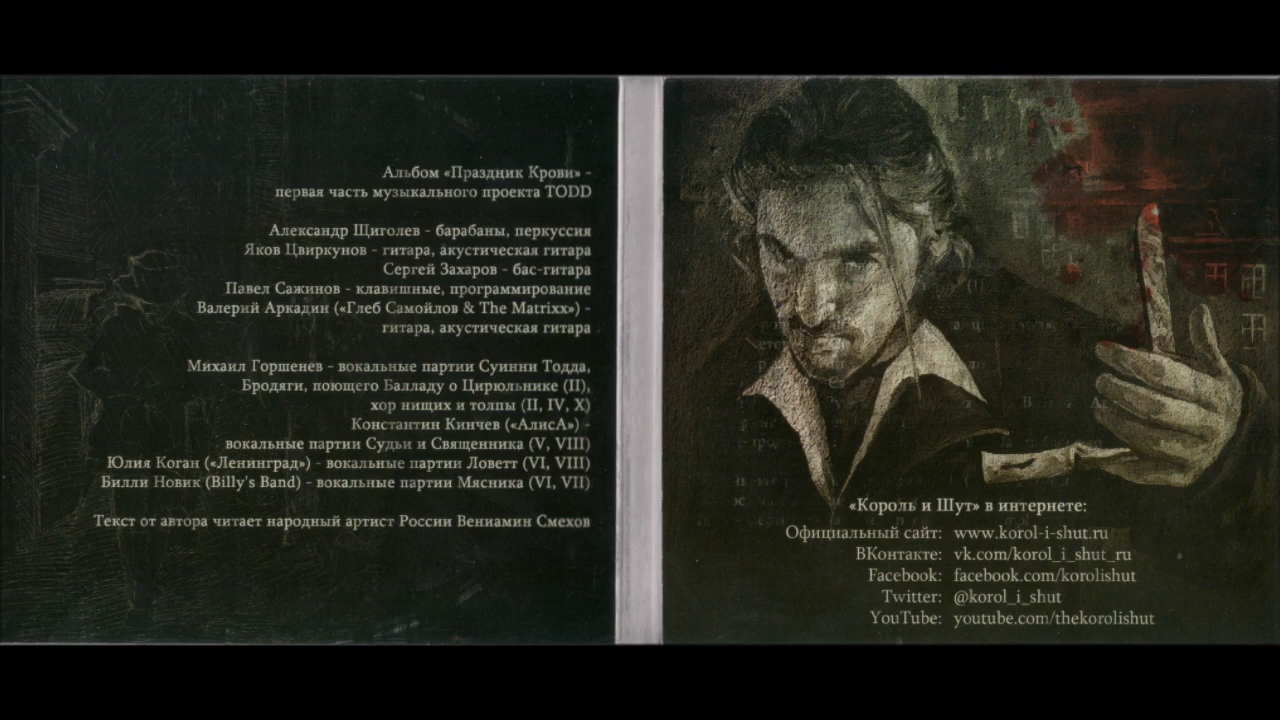 Альбом «Праздник Крови» -
первая часть музыкального проекта TODD
Александр Щиголев - барабаны, перкуссия
Яков Цвиркунов - гитара, акустическая гитара
Сергей Захаров - бас-гитара
Павел Сажинов - клавишные, программирование
Валерий Аркадин («Глеб Самойлов & The Matrixx») -
гитара, акустическая гитара
Михаил Горшенев - вокальные партии Суинни Тодда,
Бродяги, поющего Балладу о Цирюльнике (II),
хор нищих и толпы (II, IV, X)
Константин Кинчев («АлисА») -
вокальные партии Судьи и Священника (V, VIII)
Юлия Коган («Ленинград») - вокальные партии Ловетт (VI, VIII)
Билли Новик (Billy's Band) - вокальные партии Мясника (VI, VII)
Текст от автора читает народный артист России Вениамин Смехов
«Король и Шут» в интернете:
Официальный сайт: www.korol-i-shut.ru
ВКонтакте: vk.com/korol_i_shut_ru
Facebook: facebook.com/korolishut
Twitter: @korol_i_shut
YouTube: youtube.com/thekorolishut